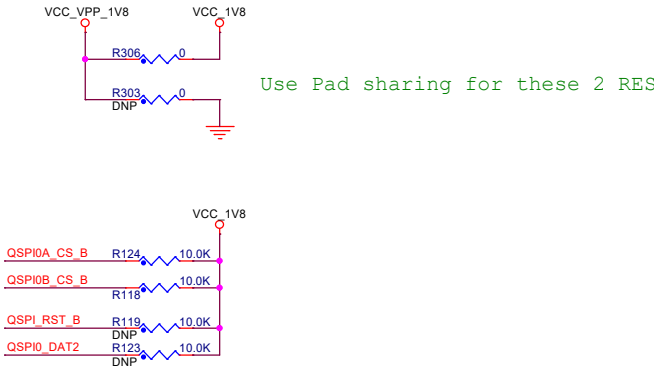 VCC_VPP_1V8
VCC_1V8
R306
0
R303
0
DNP
Use Pad sharing for these 2 RES
VCC_1V8
QSPI0A_CS_B
R124
10.0K
QSPI0B_CS_B
R118
10.0K
QSPI_RST_B
R119
10.0K
DNP
QSPI0_DAT2
R123
10.0K
DNP